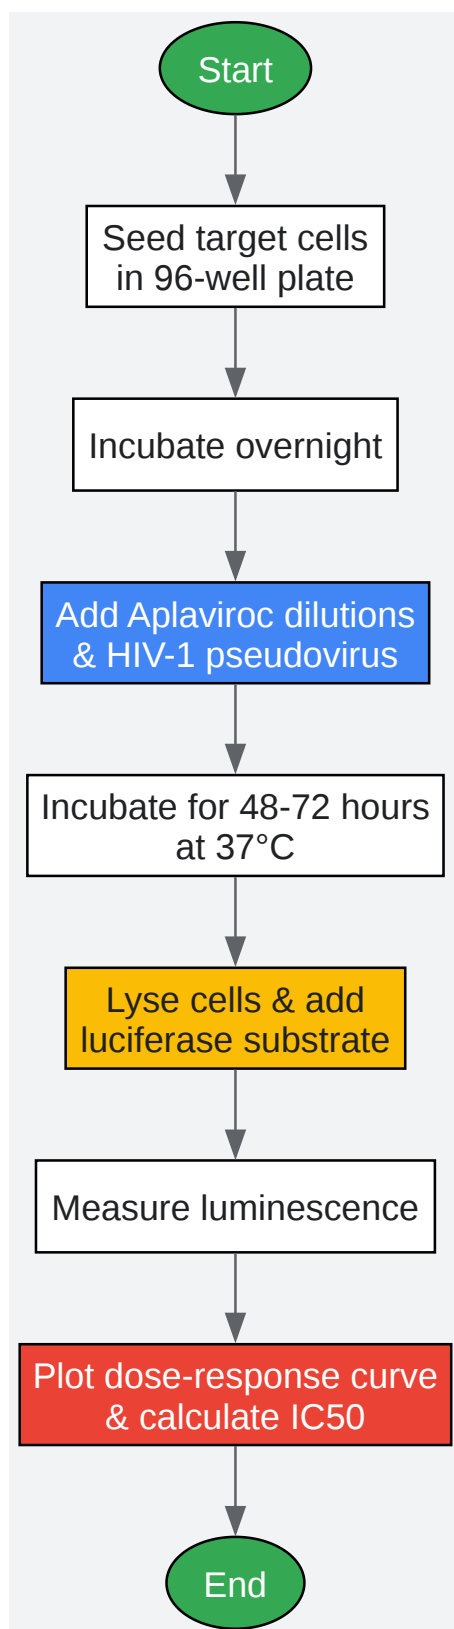 Start
Seed target cells
in 96-well plate
Incubate overnight
Add Aplaviroc dilutions
& HIV-1 pseudovirus
Incubate for 48-72 hours
at 37°C
Lyse cells & add
luciferase substrate
Measure luminescence
Plot dose-response curve
& calculate IC50
End